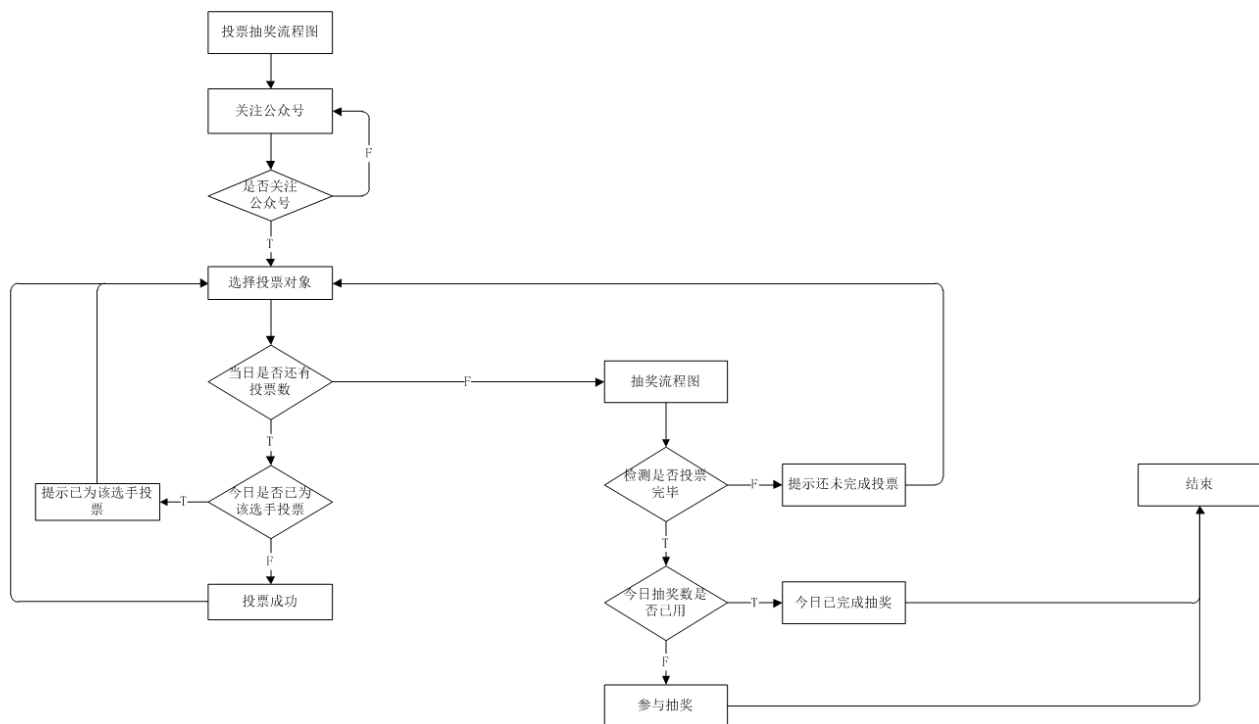 投票抽奖流程图
关注公众号
F
是否关注
公众号
T
选择投票对象
当日是否还有
投票数
F
抽奖流程图
T
检测是否投票
完毕
F
提示还未完成投票
结束
提示已为该选手投
票
T
今日是否已为
该选手投票
T
F
今日抽奖数是
否已用
T
今日已完成抽奖
投票成功
F
参与抽奖